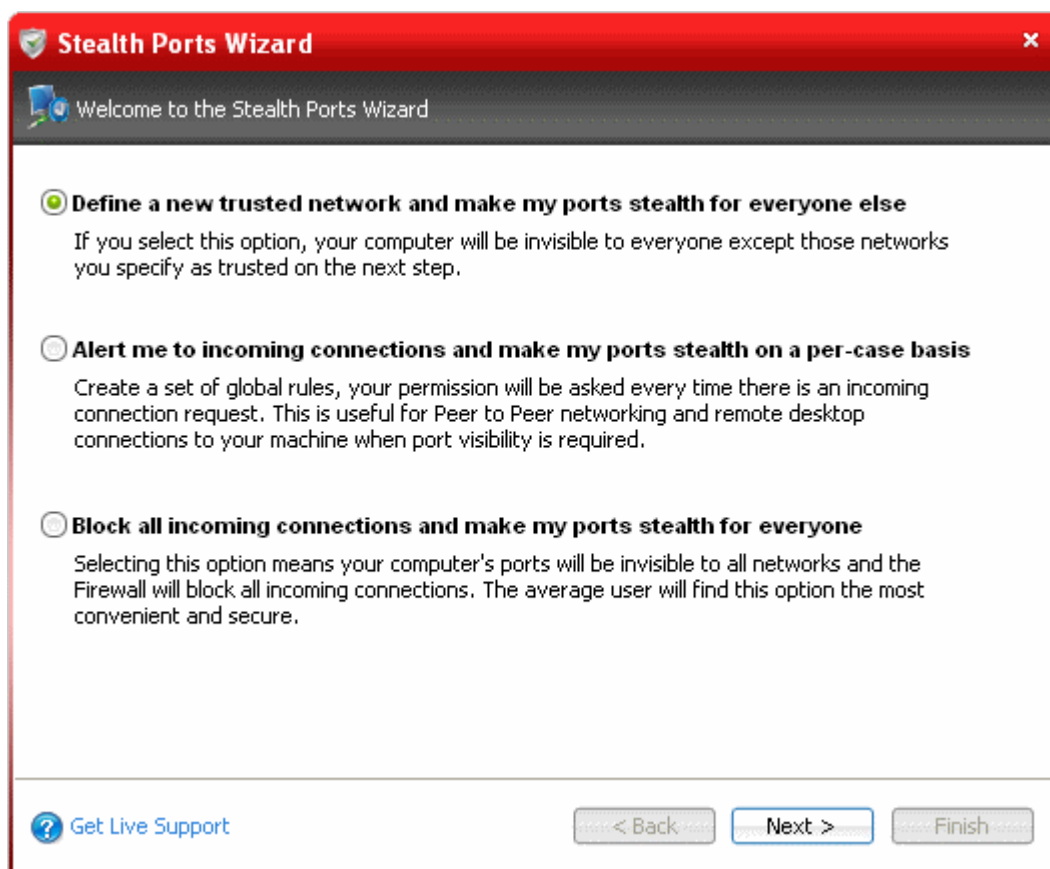 Stealth Ports Wizard
Welcome to the Stealth Ports Wizard
Define a new trusted network and make my ports stealth for everyone else
If you select this option, your computer will be invisible to everyone except those networks
you specify as trusted on the next step.
Alert me to incoming connections and make my ports stealth on a per-case basis
Create a set of global rules, your permission will be asked every time there is an incoming
connection request. This is useful for Peer to Peer networking and remote desktop
connections to your machine when port visibility is required.
Block all incoming connections and make my ports stealth for everyone
Selecting this option means your computer's ports will be invisible to all networks and the
Firewall will block all incoming connections. The average user will find this option the most
convenient and secure.
Get Live Support
< Back
Next >
Finish